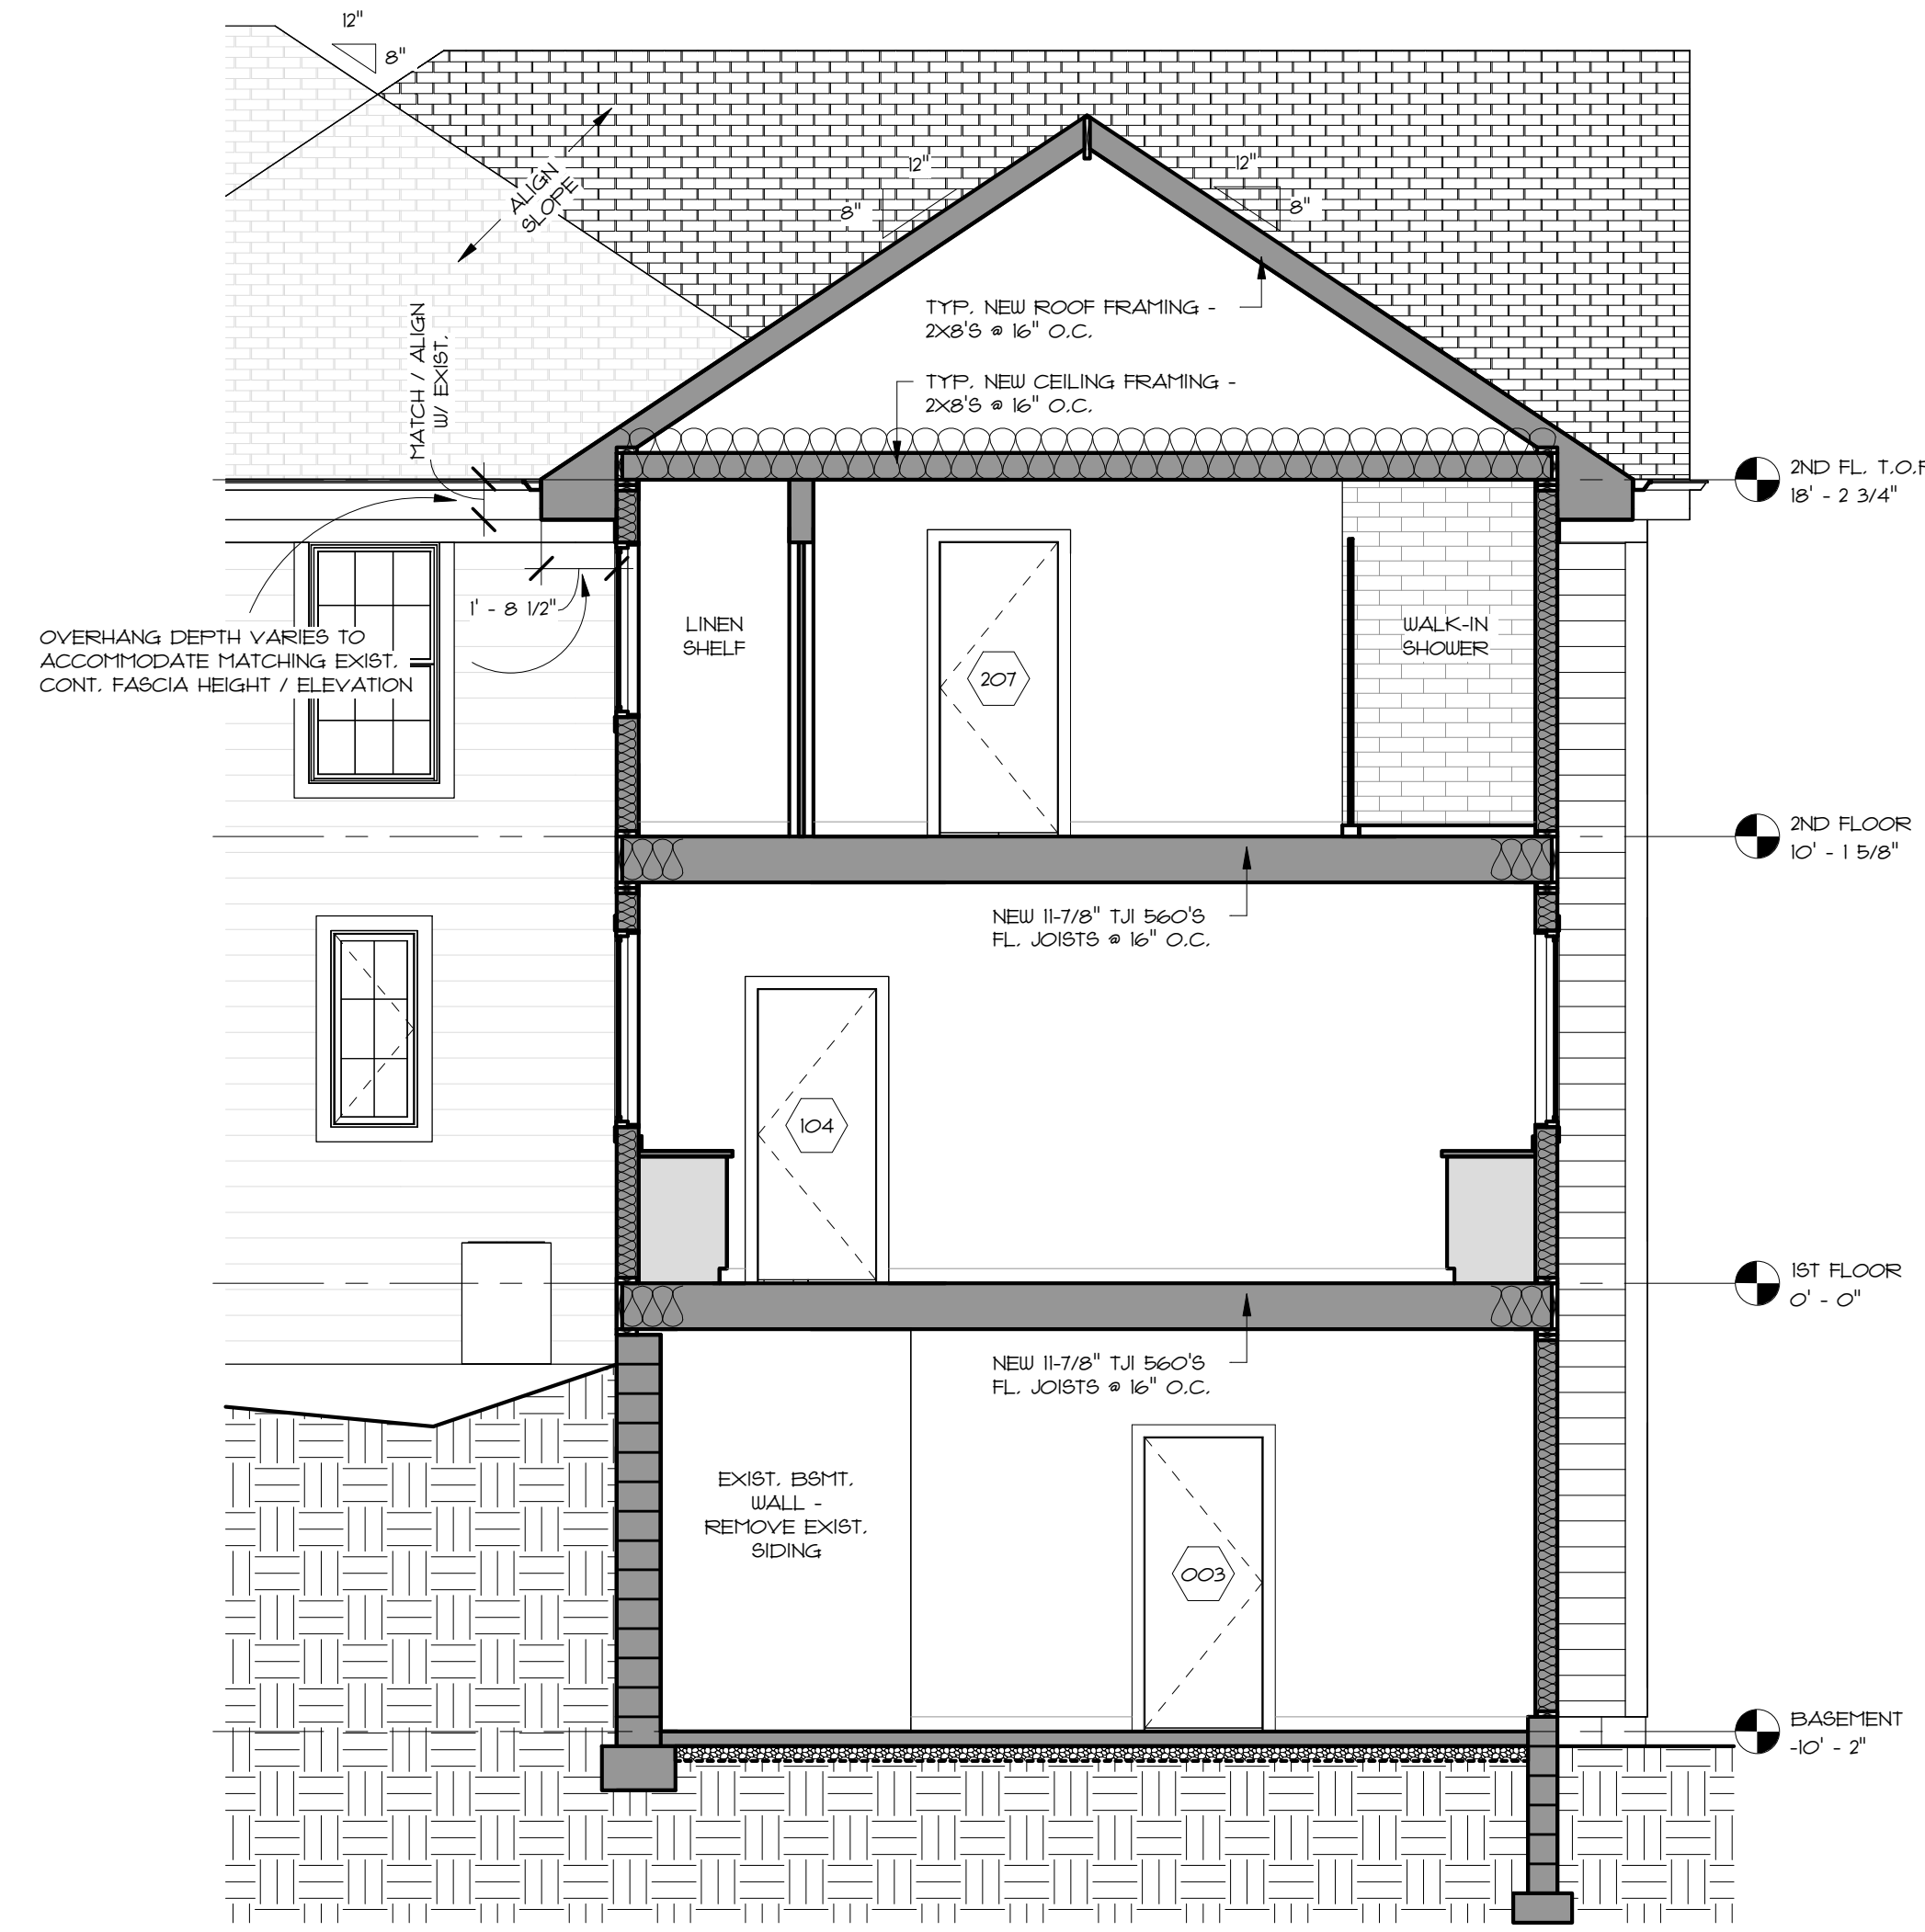 12"
8"
ALIGN
SLOPE
12"
8"
12"
8"
MATCH / ALIGN
W/ EXIST.
TYP. NEW ROOF FRAMING -
2X8'S @ 16" O.C.
TYP. NEW CEILING FRAMING -
2X8'S @ 16" O.C.
2ND FL. T.O.
18' - 2 3/4"
1' - 8 1/2"
OVERHANG DEPTH VARIES TO
ACCOMMODATE MATCHING EXIST.
CONT. FASCIA HEIGHT / ELEVATION
LINEN
SHELF
WALK-IN
SHOWER
207
2ND FLOOR
10' - 1 5/8"
NEW 11-7/8" TJI 560'S
FL. JOISTS @ 16" O.C.
104
1ST FLOOR
0' - 0"
NEW 11-7/8" TJI 560'S
FL. JOISTS @ 16" O.C.
EXIST. BSMT.
WALL -
REMOVE EXIST.
SIDING
003
BASEMENT
-10' - 2"